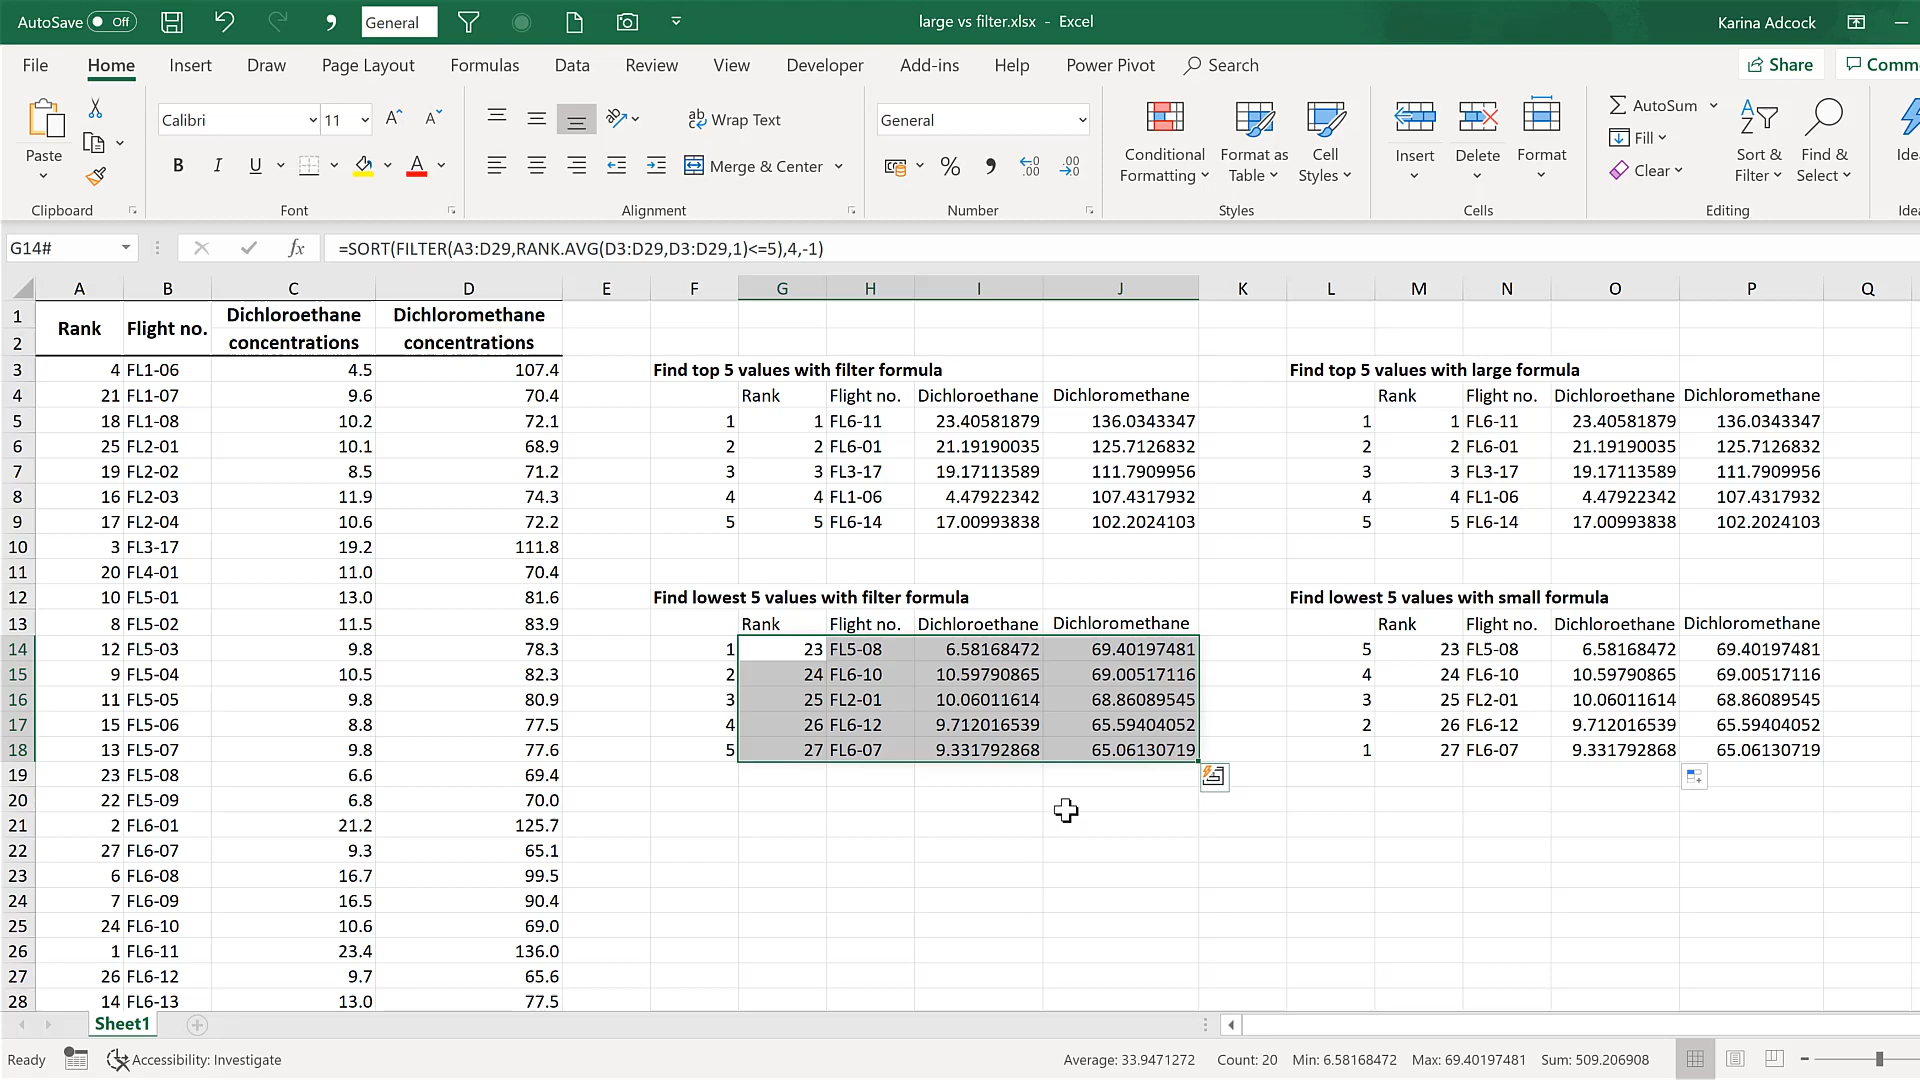 AutoSave Off General large vs filter.xlsx - Excel Karina Adcock
File Home Insert Draw Page Layout Formulas Data Review View Developer Add-ins Help Power Pivot Search Share Comme
Paste
Clipboard
Calibri 11
B I U A
Font
ab Wrap Text
Merge & Center
Alignment
General
% 9
Number
Conditional Formatting
Format as Table
Cell Styles
Styles
Insert Delete Format
Cells
AutoSum
Fill
Clear
Sort & Filter
Find & Select
Editing
Idea
Idea
G14# fx =SORT(FILTER(A3:D29,RANK.AVG(D3:D29,D3:D29,1)<=5),4,-1)
A B C D E F G H I J K L M N O P Q
1 Rank Flight no. Dichloroethane Dichloromethane
2 concentrations concentrations
3 4 FL1-06 4.5 107.4 Find top 5 values with filter formula Find top 5 values with large formula
4 21 FL1-07 9.6 70.4 Rank Flight no. Dichloroethane Dichloromethane Rank Flight no. Dichloroethane Dichloromethane
5 18 FL1-08 10.2 72.1 1 1 FL6-11 23.40581879 136.0343347 1 1 FL6-11 23.40581879 136.0343347
6 25 FL2-01 10.1 68.9 2 2 FL6-01 21.19190035 125.7126832 2 2 FL6-01 21.19190035 125.7126832
7 19 FL2-02 8.5 71.2 3 3 FL3-17 19.17113589 111.7909956 3 3 FL3-17 19.17113589 111.7909956
8 16 FL2-03 11.9 74.3 4 4 FL1-06 4.47922342 107.4317932 4 4 FL1-06 4.47922342 107.4317932
9 17 FL2-04 10.6 72.2 5 5 FL6-14 17.00993838 102.2024103 5 5 FL6-14 17.00993838 102.2024103
10 3 FL3-17 19.2 111.8
11 20 FL4-01 11.0 70.4
12 10 FL5-01 13.0 81.6 Find lowest 5 values with filter formula Find lowest 5 values with small formula
13 8 FL5-02 11.5 83.9 Rank Flight no. Dichloroethane Dichloromethane Rank Flight no. Dichloroethane Dichloromethane
14 12 FL5-03 9.8 78.3 1 23 FL5-08 6.58168472 69.40197481 5 23 FL5-08 6.58168472 69.40197481
15 9 FL5-04 10.5 82.3 2 24 FL6-10 10.59790865 69.00517116 4 24 FL6-10 10.59790865 69.00517116
16 11 FL5-05 9.8 80.9 3 25 FL2-01 10.06011614 68.86089545 3 25 FL2-01 10.06011614 68.86089545
17 15 FL5-06 8.8 77.5 4 26 FL6-12 9.712016539 65.59404052 2 26 FL6-12 9.712016539 65.59404052
18 13 FL5-07 9.8 77.6 5 27 FL6-07 9.331792868 65.06130719 1 27 FL6-07 9.331792868 65.06130719
19 23 FL5-08 6.6 69.4
20 22 FL5-09 6.8 70.0
21 2 FL6-01 21.2 125.7
22 27 FL6-07 9.3 65.1
23 6 FL6-08 16.7 99.5
24 7 FL6-09 16.5 90.4
25 24 FL6-10 10.6 69.0
26 1 FL6-11 23.4 136.0
27 26 FL6-12 9.7 65.6
28 14 FL6-13 13.0 77.5
Sheet1
Ready Accessibility: Investigate Average: 33.9471272 Count: 20 Min: 6.58168472 Max: 69.40197481 Sum: 509.206908